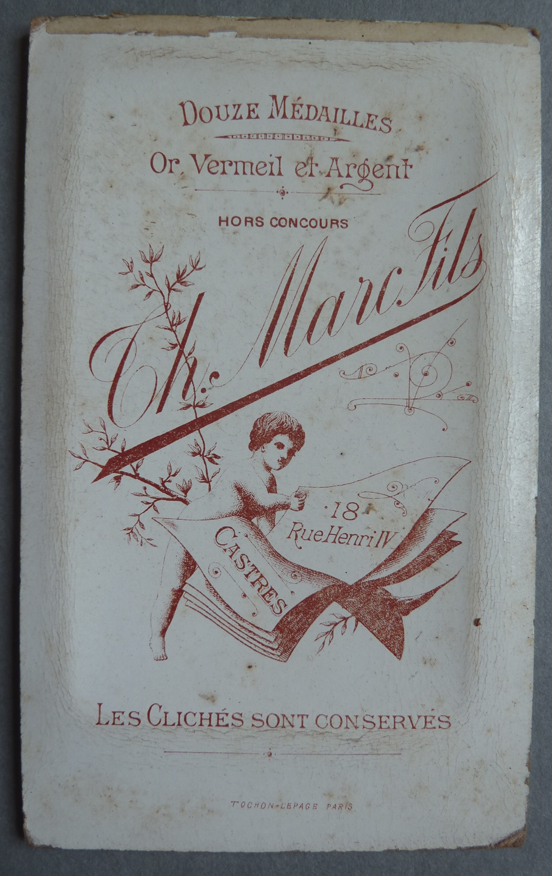 DOUZE MÉDAILLES
Or Vermeil et Argent
HORS CONCOURS
Th. Marc Fils
18
Rue Henri IV
CASTRES
LES CLICHÉS SONT CONSERVÉS
TOCHON-LEPAGE PARIS